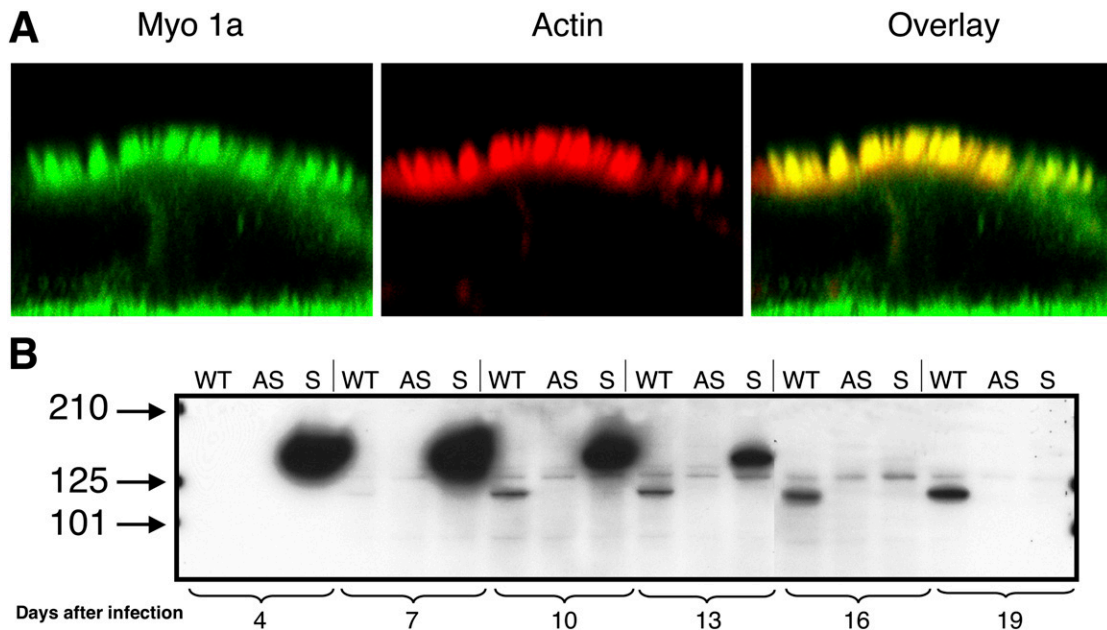 A
Myo 1a Actin Overlay
B
WT AS S WT AS S WT AS S WT AS S WT AS S WT AS S
210
125
101
Days after infection 4 7 10 13 16 19